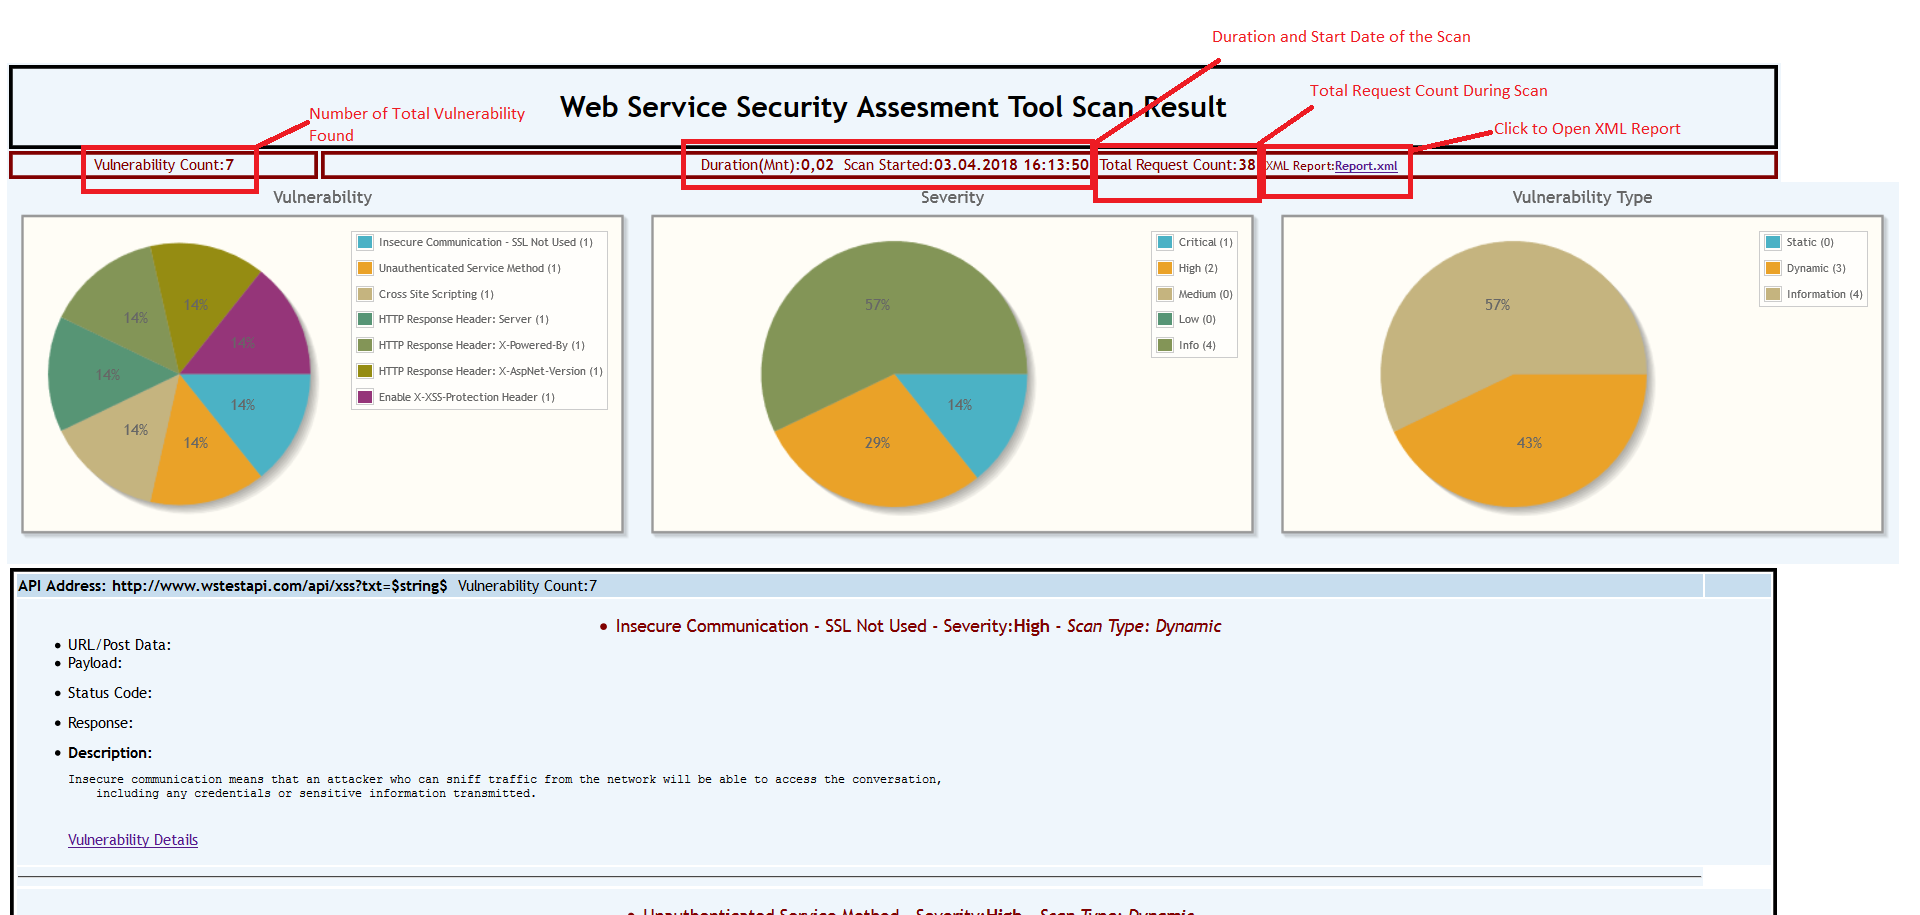 Duration and Start Date of the Scan
Total Request Count During Scan
Number of Total Vulnerability
Found
Web Service Security Assesment Tool Scan Result
Click to Open XML Report
Vulnerability Count:7
Duration(Mnt):0,02 Scan Started:03.04.2018 16:13:50 Total Request Count:38 XML Report:Report.xml
Vulnerability
Insecure Communication - SSL Not Used (1)
Unauthenticated Service Method (1)
Cross Site Scripting (1)
HTTP Response Header: Server (1)
HTTP Response Header: X-Powered-By (1)
HTTP Response Header: X-AspNet-Version (1)
Enable X-XSS-Protection Header (1)
14%
14%
14%
14%
14%
14%
14%
Severity
Critical (1)
High (2)
Medium (0)
Low (0)
Info (4)
57%
14%
29%
Vulnerability Type
Static (0)
Dynamic (3)
Information (4)
57%
43%
API Address: http://www.wstestapi.com/api/xss?txt=$string$ Vulnerability Count:7
• Insecure Communication - SSL Not Used - Severity:High - Scan Type: Dynamic
• URL/Post Data:
• Payload:
• Status Code:
• Response:
• Description:
Insecure communication means that an attacker who can sniff traffic from the network will be able to access the conversation,
including any credentials or sensitive information transmitted.
Vulnerability Details
• Unauthenticated Service Method - Severity:High - Scan Type: Dynamic